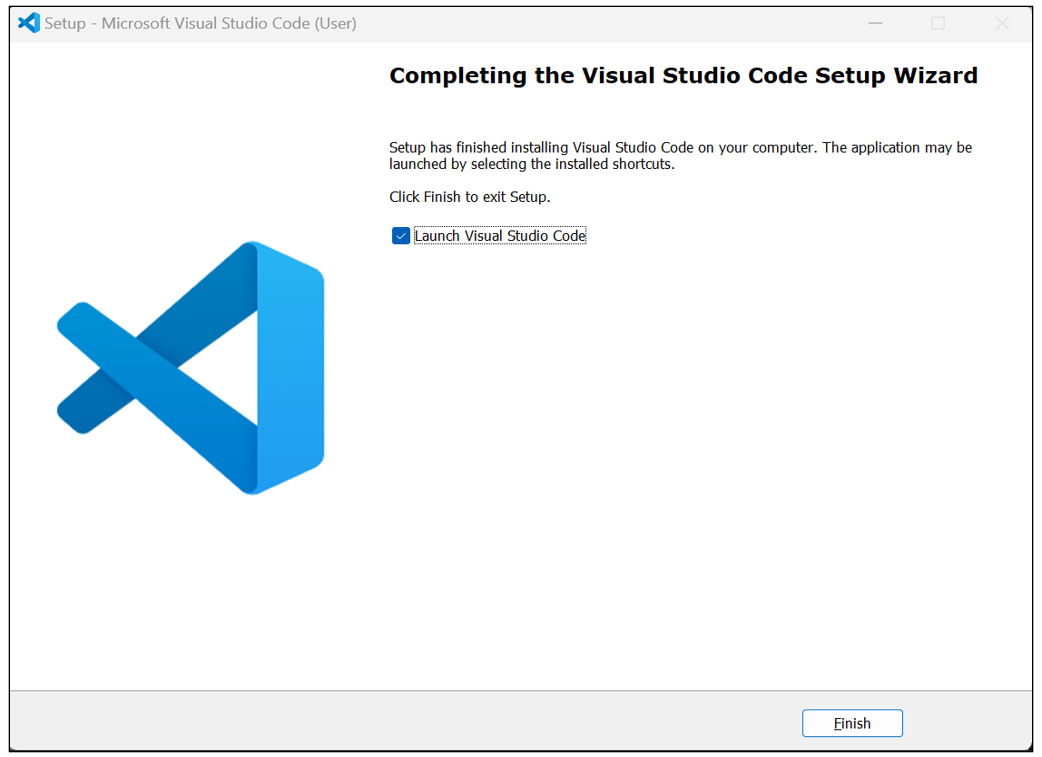 Setup - Microsoft Visual Studio Code (User)
Completing the Visual Studio Code Setup Wizard
Setup has finished installing Visual Studio Code on your computer. The application may be
launched by selecting the installed shortcuts.
Click Finish to exit Setup.
Launch Visual Studio Code
Finish